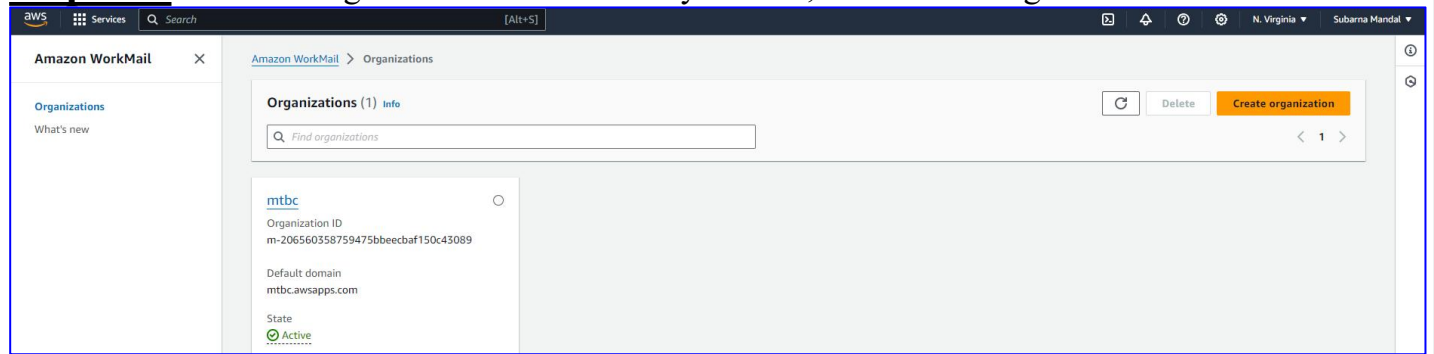 aws Services Search [Alt+S] N. Virginia ▼ Subarna Mandal ▼
Amazon WorkMail
Organizations
What's new
Amazon WorkMail > Organizations
Organizations (1) Info
Delete Create organization
Find organizations
< 1 >
mtbc
Organization ID
m-206560358759475bbeecbaf150c43089
Default domain
mtbc.awsapps.com
State
Active